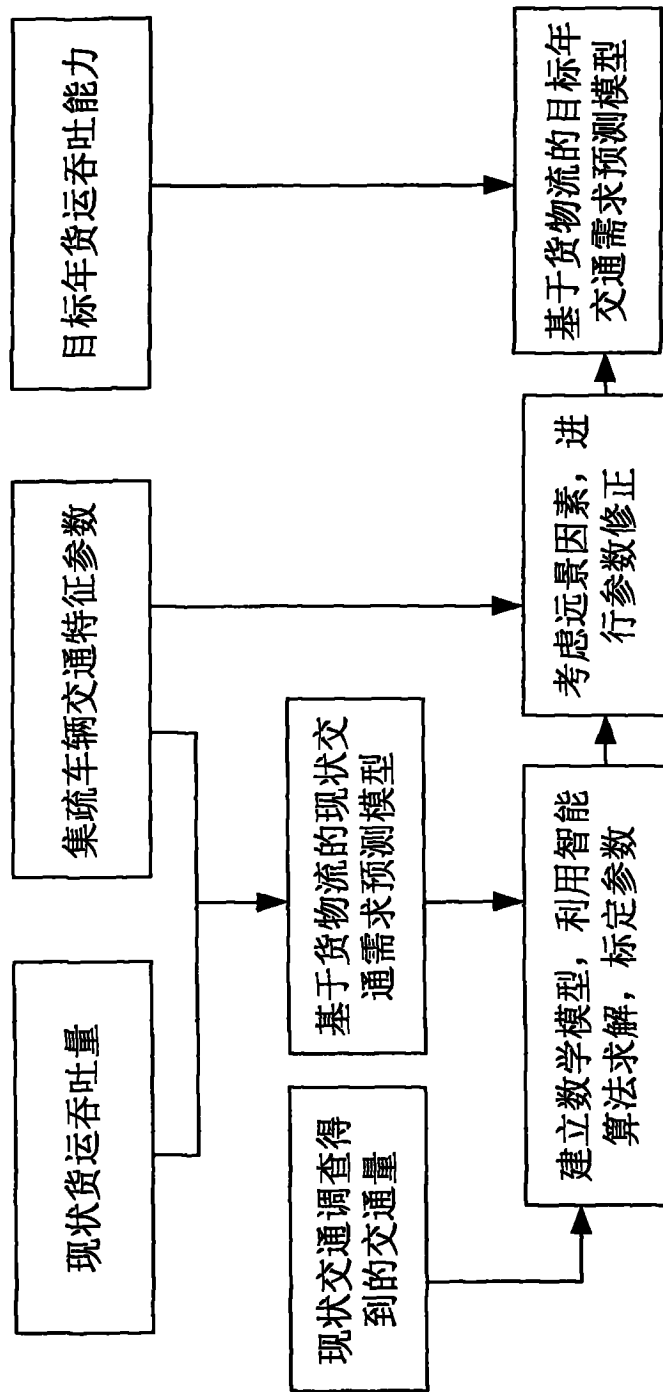 现状货运吞吐量
集疏车辆交通特征参数
目标年货运吞吐能力
现状交通调查得
到的交通量
基于货物流的现状交
通需求预测模型
建立数学模型，利用智能
算法求解，标定参数
考虑远景因素，进
行参数修正
基于货物流的目标年
交通需求预测模型